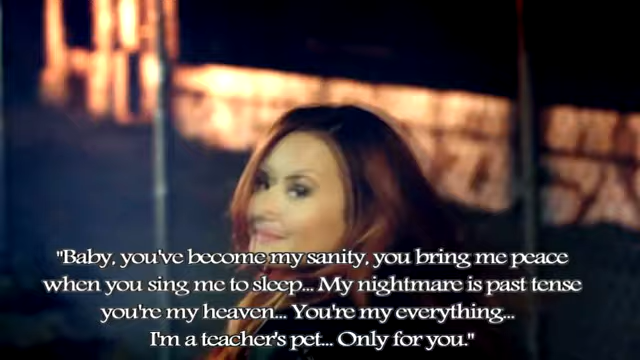 "Baby, you've become my sanity, you bring me peace
when you sing me to sleep... My nightmare is past tense
you're my heaven... You're my everything...
I'm a teacher's pet... Only for you."